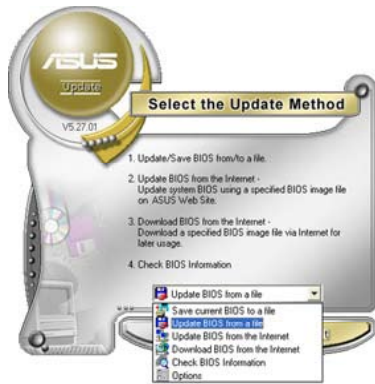 ASUS
Update
V5.27.01
Select the Update Method
1. Update/Save BIOS from/to a file.
2. Update BIOS from the Internet -
Update system BIOS using a specified BIOS image file
on ASUS Web Site.
3. Download BIOS from the Internet -
Download a specified BIOS image file via Internet for
later usage.
4. Check BIOS Information
Update BIOS from a file
Save current BIOS to a file
Update BIOS from a file
Update BIOS from the Internet
Download BIOS from the Internet
Check BIOS Information
Options